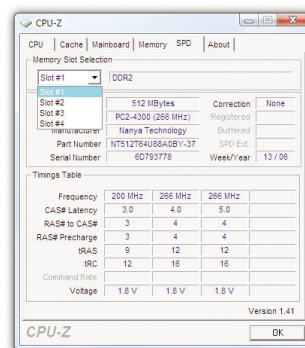 CPU-Z
CPU Cache Mainboard Memory SPD About
Memory Slot Selection
Slot #1 DDR2
Slot #1
Slot #2
Slot #3
Slot #4
512 MBytes Correction None
PC2-4300 (266 MHz) Registered
Manufacturer Nanya Technology Buffered
Part Number NT512T64U88A0BY-37 SPD Ext.
Serial Number 6D793778 Week/Year 13 / 06
Timings Table
Frequency 200 MHz 266 MHz 266 MHz
CAS# Latency 3.0 4.0 5.0
RAS# to CAS# 3 4 4
RAS# Precharge 3 4 4
tRAS 9 12 12
tRC 12 16 16
Command Rate
Voltage 1.8 V 1.8 V 1.8 V
Version 1.41
CPU-Z OK